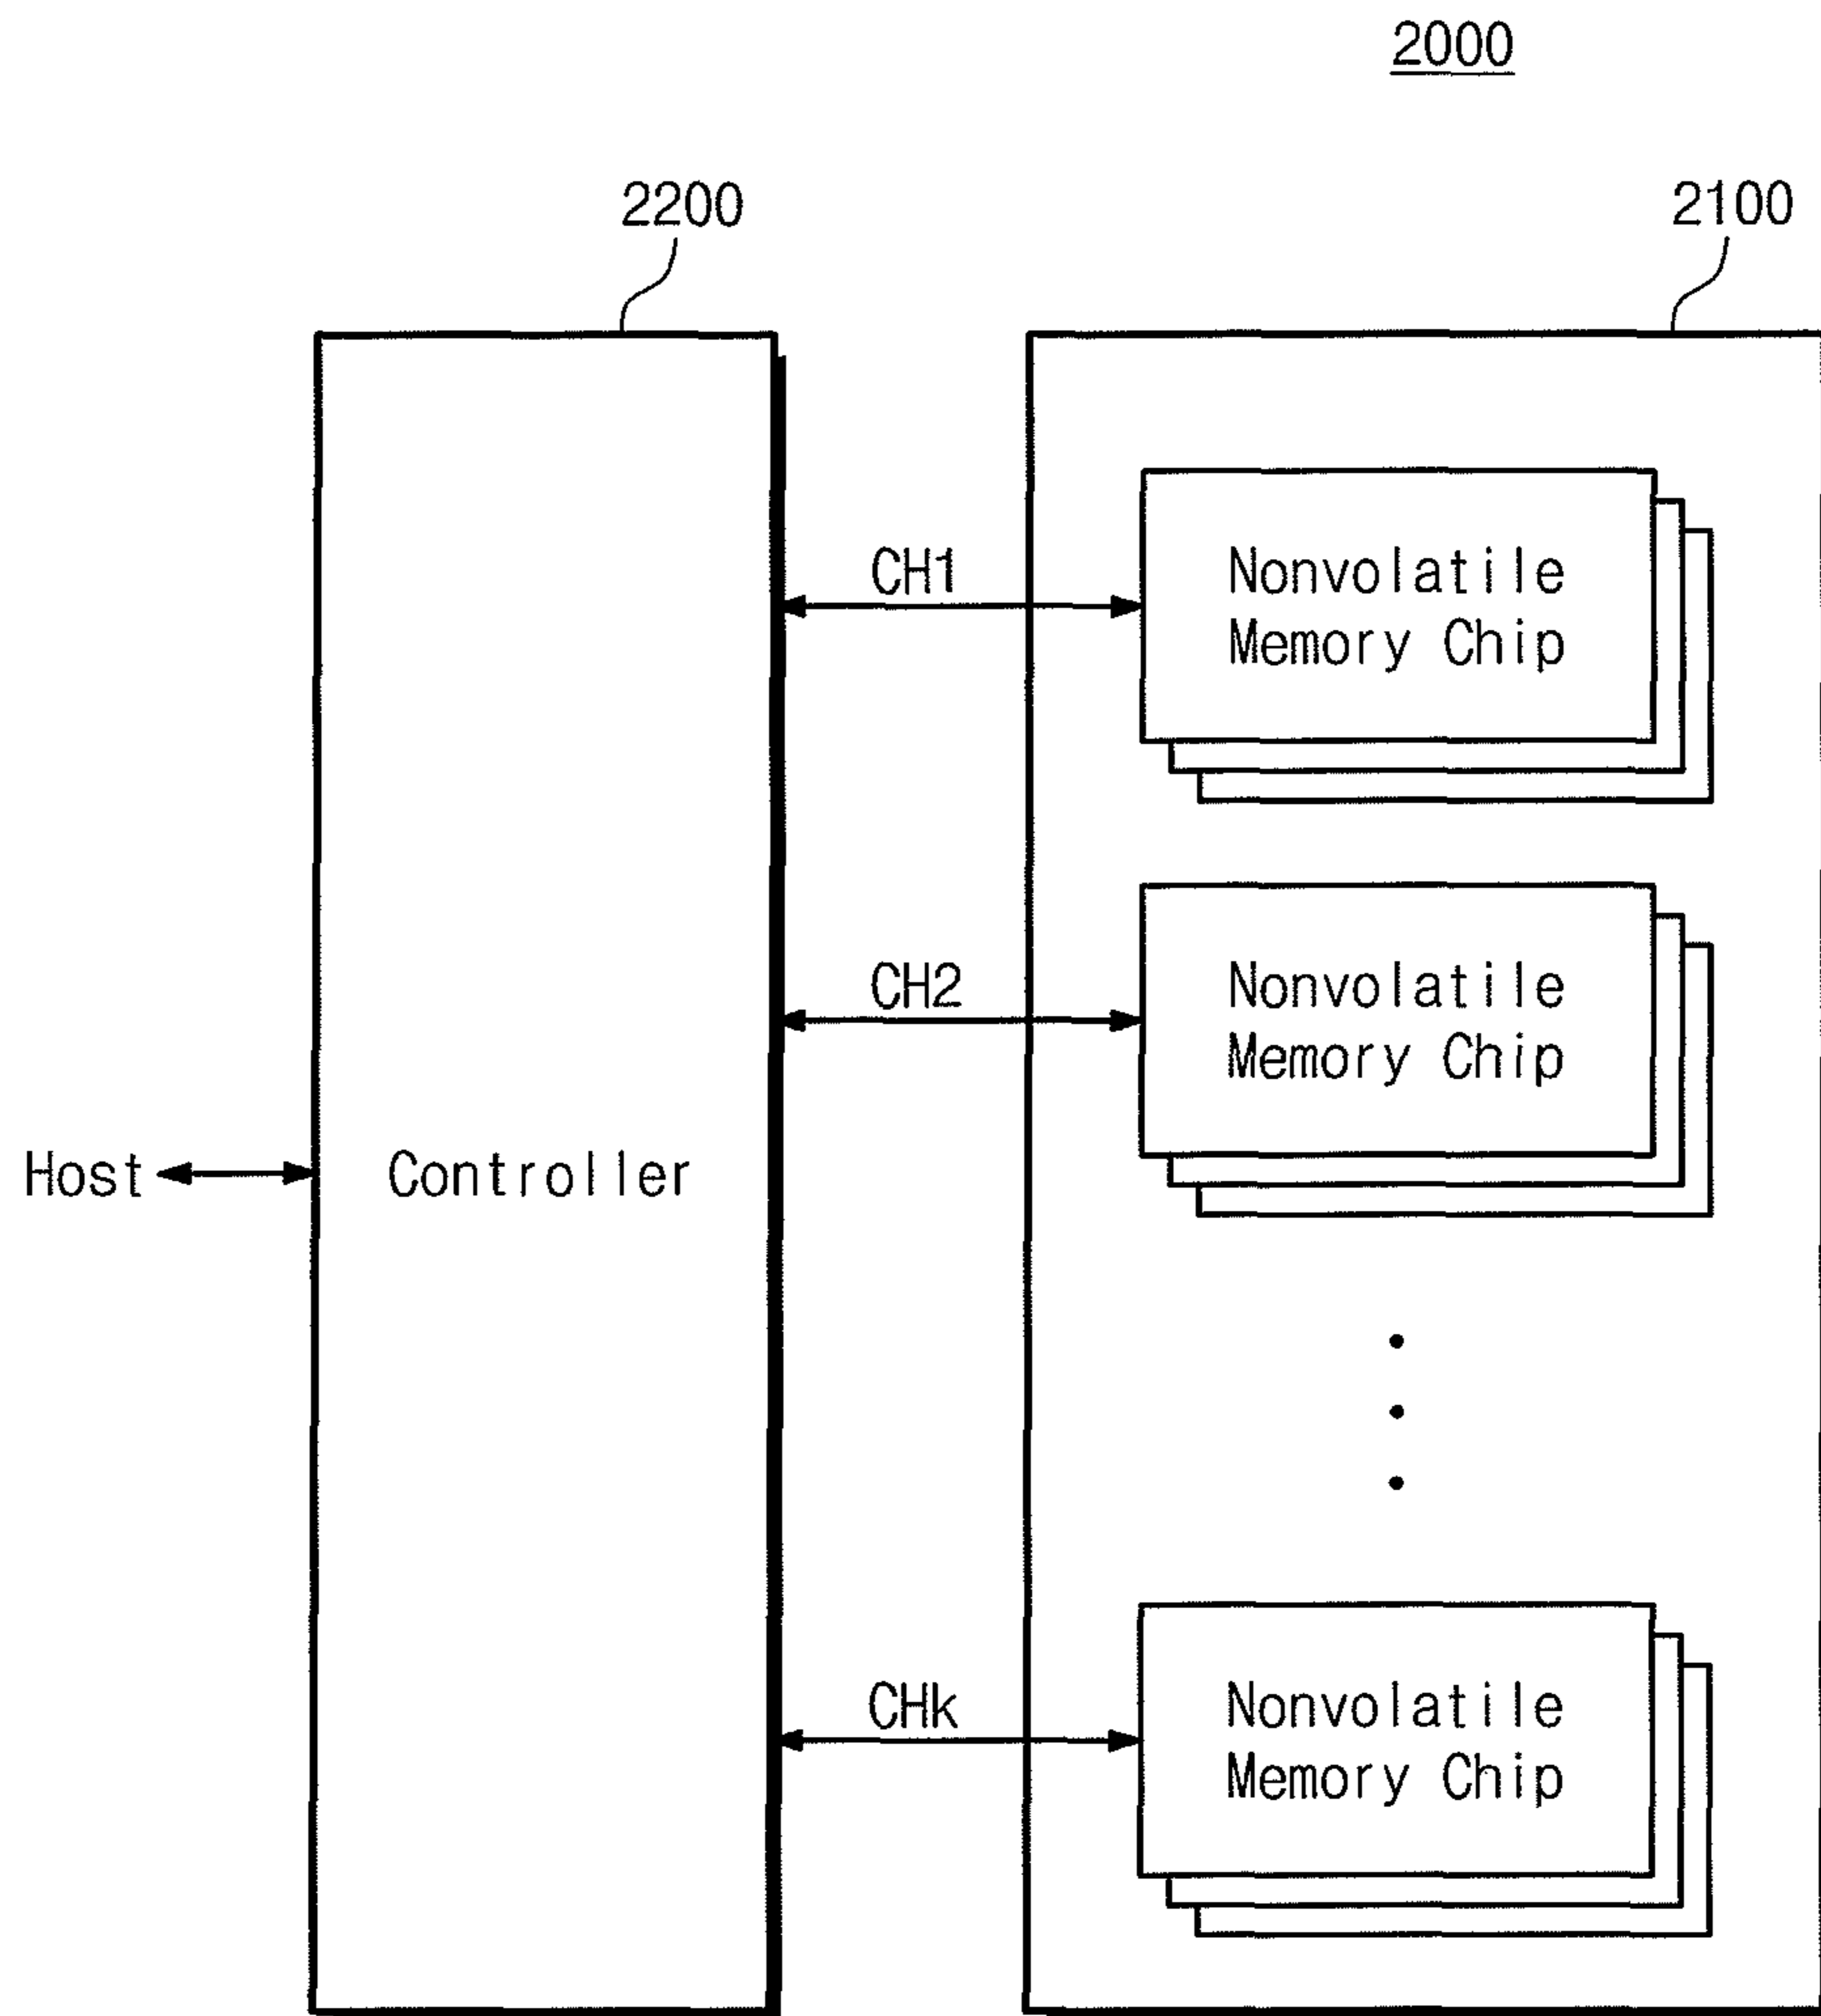 2000
2200
2100
CH1
Nonvolatile
Memory Chip
CH2
Nonvolatile
Memory Chip
Host
Controller
CHk
Nonvolatile
Memory Chip